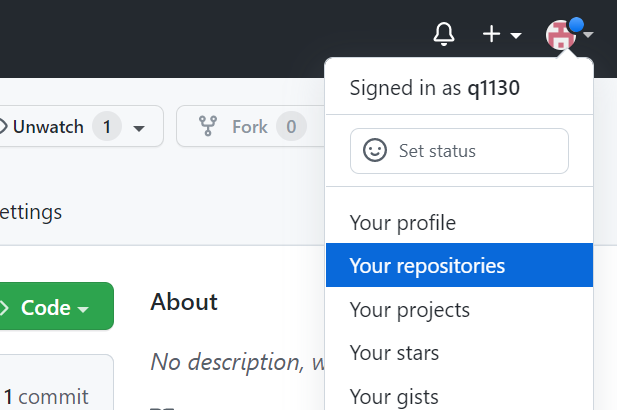 Signed in as q1130
Unwatch 1
Fork 0
Set status
ettings
Your profile
Your repositories
Code
About
Your projects
No description, w
Your stars
1 commit
Your gists